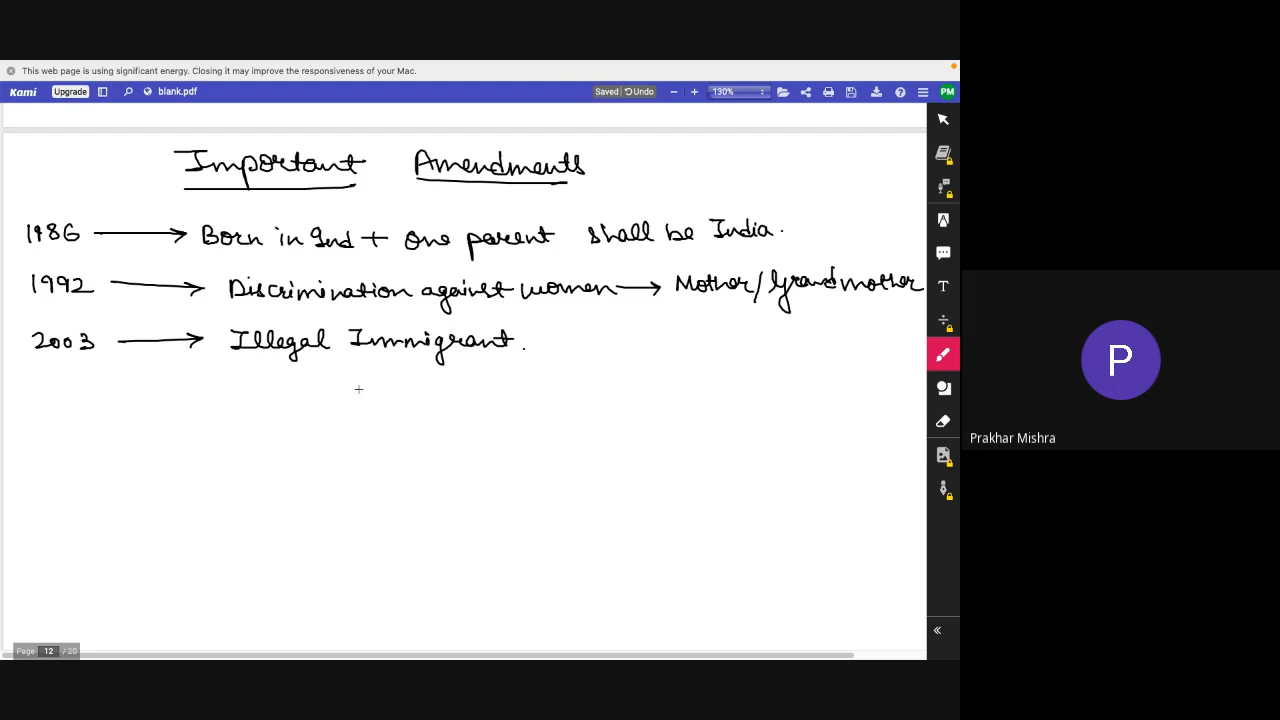 This web page is using significant energy. Closing it may improve the responsiveness of your Mac.
Kami Upgrade blank.pdf Saved Undo 130% PM
Important Amendments
1986 → Born in Ind + one parent shall be India.
1992 → Discrimination against women → Mother/Grandmother
2003 → Illegal Immigrant.
P
Prakhar Mishra
Page 12 / 20